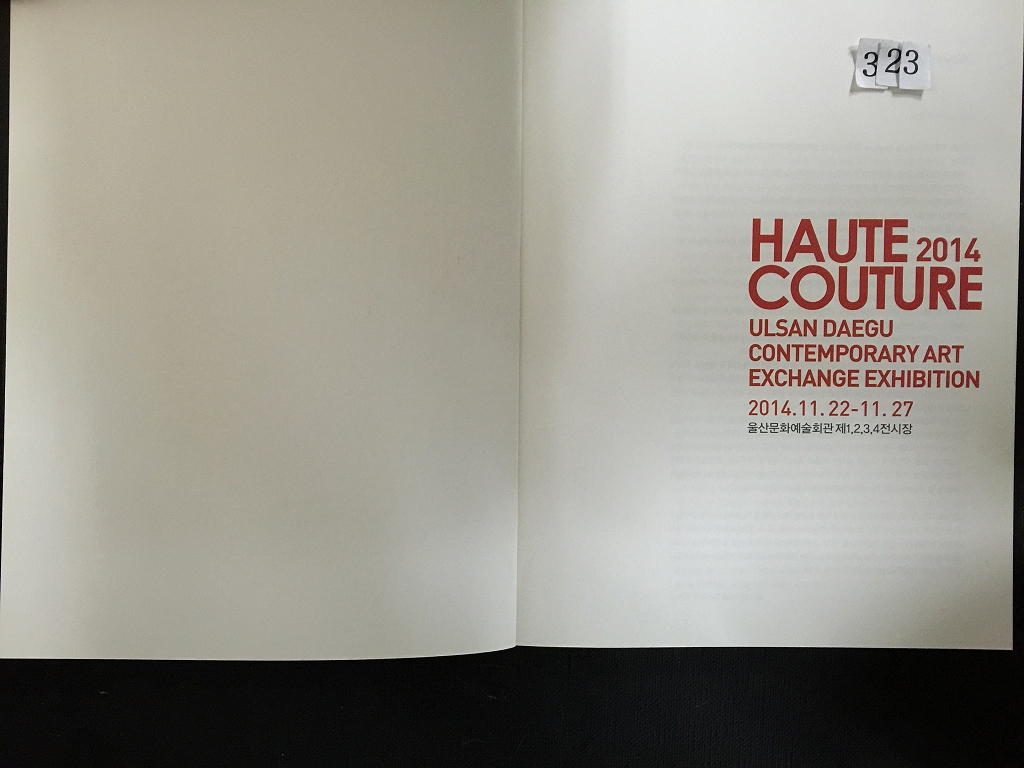 323
HAUTE 2014
COUTURE
ULSAN DAEGU
CONTEMPORARY ART
EXCHANGE EXHIBITION
2014.11.22-11.27
울산문화예술회관 제1,2,3,4전시장